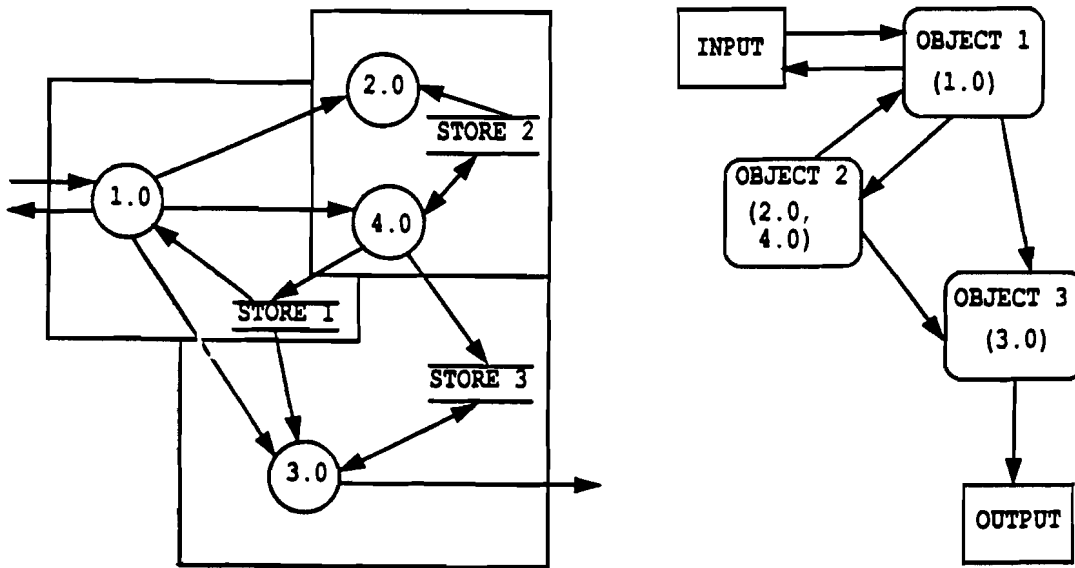 2.0
STORE 2
1.0
4.0
STORE 1
STORE 3
3.0
INPUT
OBJECT 1
(1.0)
OBJECT 2
(2.0,
4.0)
OBJECT 3
(3.0)
OUTPUT